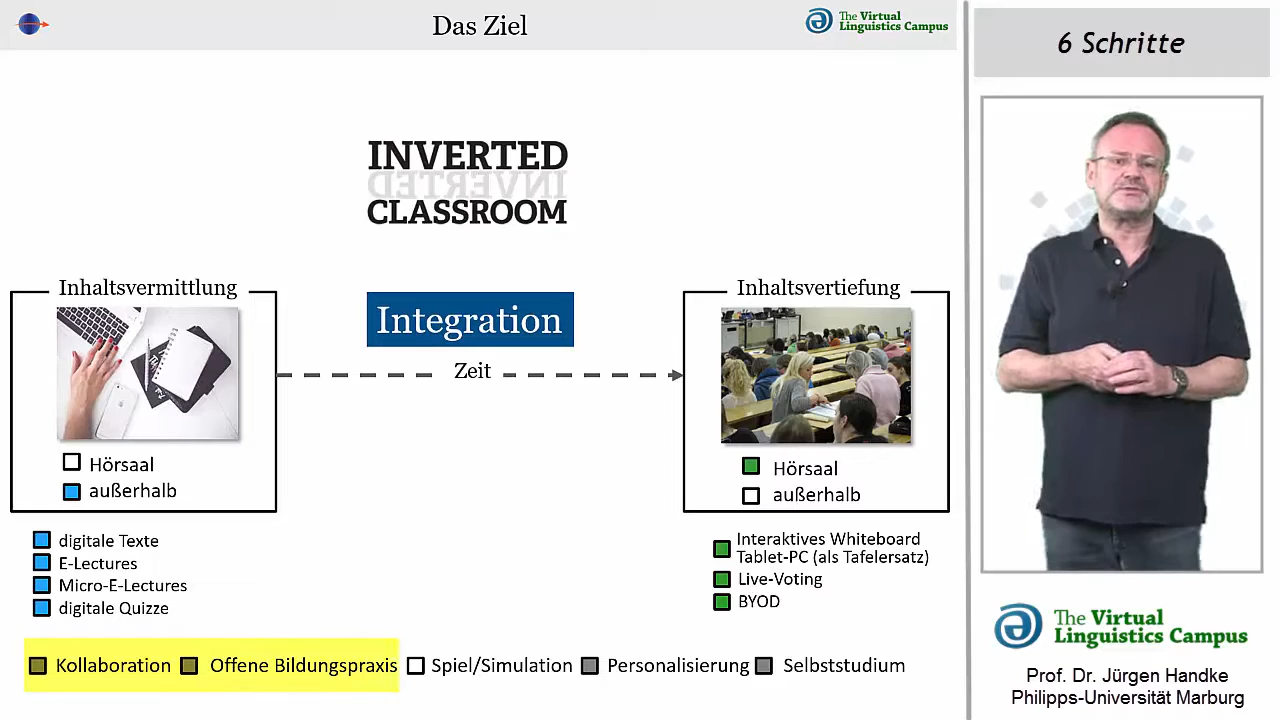 Das Ziel
The Virtual
Linguistics Campus
6 Schritte
INVERTED
INVERTED
CLASSROOM
Inhaltsvermittlung
Integration
Zeit
Inhaltsvertiefung
Hörsaal
außerhalb
Hörsaal
außerhalb
digitale Texte
E-Lectures
Micro-E-Lectures
digitale Quizze
Interaktives Whiteboard
Tablet-PC (als Tafelersatz)
Live-Voting
BYOD
Kollaboration Offene Bildungspraxis Spiel/Simulation Personalisierung Selbststudium
The Virtual
Linguistics Campus
Prof. Dr. Jürgen Handke
Philipps-Universität Marburg